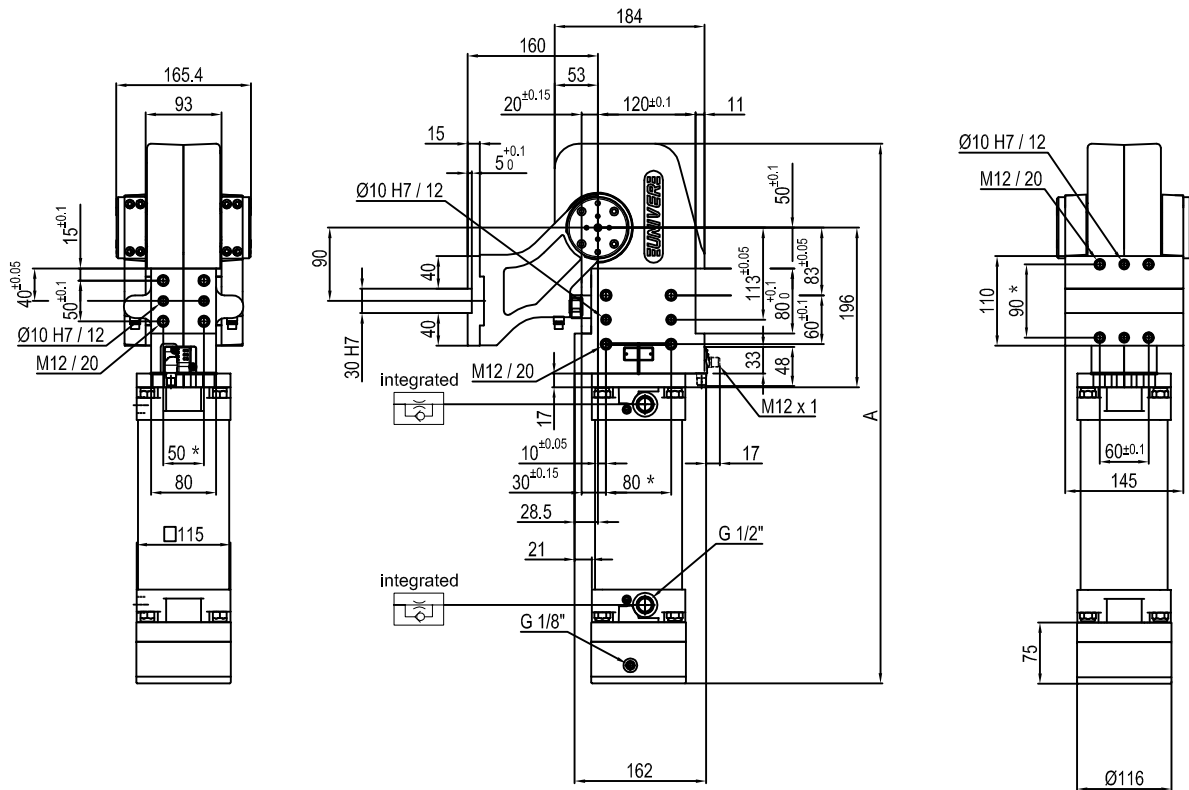 165.4
93
15±0.1
40±0.05
50±0.1
Ø10 H7 / 12
M12 / 20
50 *
80
□115
184
160
53
20±0.15
120±0.1
11
15
5 +0.1 0
Ø10 H7 / 12
90
40
40
30 H7
UNIVER
50±0.1
113±0.05
80 +0.1 0
83±0.05
60±0.1
196
33
48
M12 / 20
M12 x 1
17
17
A
integrated
10±0.05
30±0.15
80 *
28.5
21
G 1/2"
integrated
G 1/8"
162
Ø10 H7 / 12
M12 / 20
110
90 *
60±0.1
145
75
Ø116